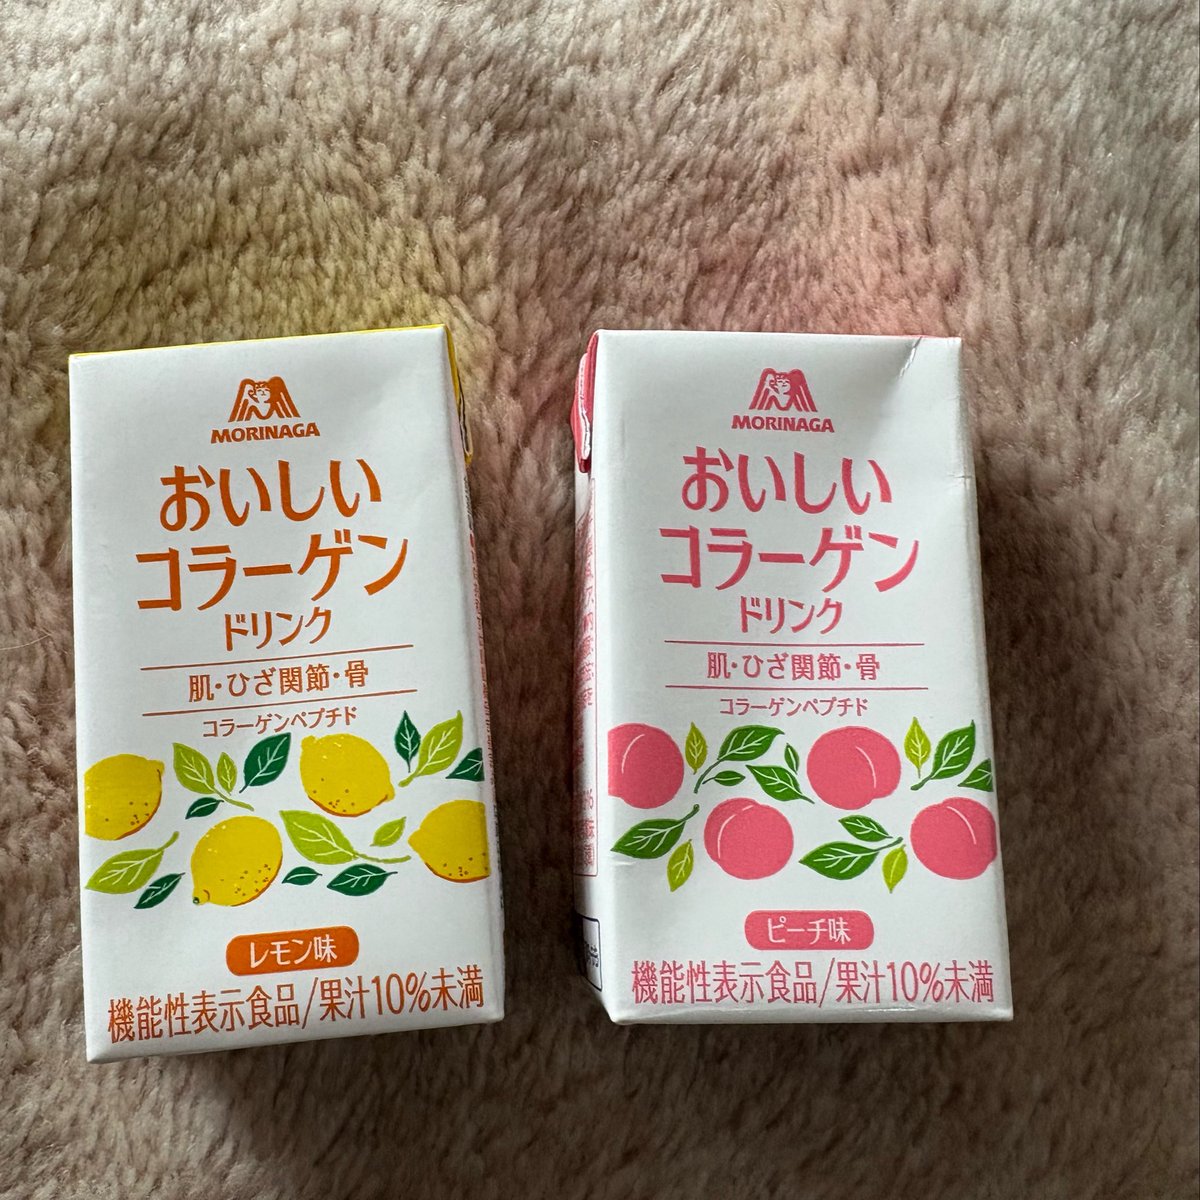 MORINAGA
おいしい
コラーゲン
ドリンク
肌・ひざ関節・骨
コラーゲンペプチド
レモン味
機能性表示食品/果汁10%未満
MORINAGA
おいしい
コラーゲン
ドリンク
肌・ひざ関節・骨
コラーゲンペプチド
ピーチ味
機能性表示食品/果汁10%未満